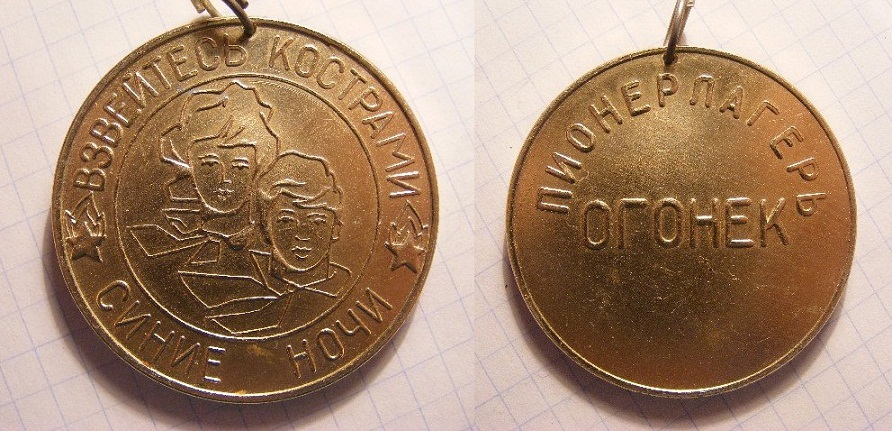 ВЗВЕЙТЕСЬ КОСТРАМИ
СИНИЕ НОЧИ
ПИОНЕРЛАГЕРЬ
ОГОНЕК